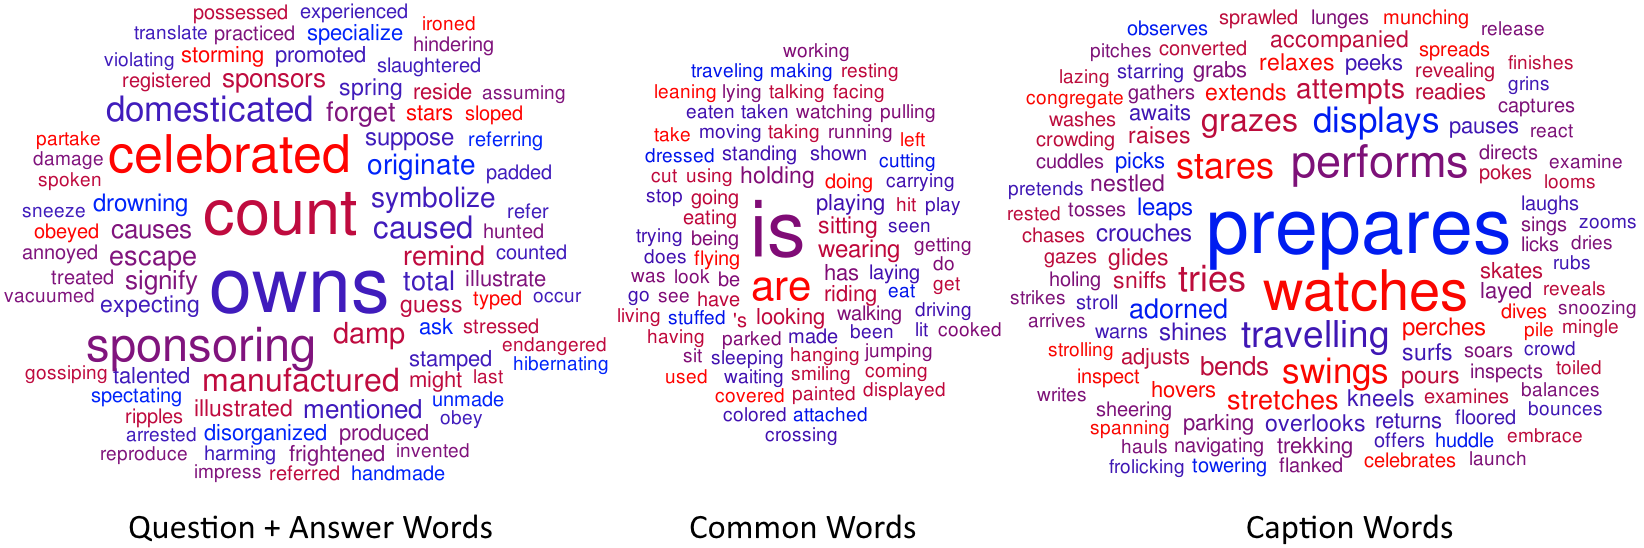 possessed experienced
translate practiced specialize ironed
hindering
violating storming promoted
slaughtered
registered sponsors spring reside assuming
domesticated forget stars sloped
partake celebrated suppose referring
damage originate padded
spoken
sneeze drowning count symbolize refer
obeyed causes caused hunted
annoyed escape remind counted
treated signify owns total illustrate
vacuumed expecting guess typed occur
sponsoring damp ask stressed
endangered
gossiping talented stamped hibernating
manufactured might last
spectating unmade
ripples illustrated mentioned obey
arrested disorganized produced
reproduce harming frightened invented
impress referred handmade
Question + Answer Words
working
traveling making resting
leaning lying talking facing
eaten taken watching pulling
take moving taking running left
dressed standing shown cutting
cut using holding doing carrying
stop going playing hit play
eating is sitting seen
trying being wearing getting
does flying do
was look be has laying get
go see have are riding eat
living stuffed 's looking walking driving
having parked made been lit cooked
sit sleeping hanging jumping
used waiting smiling coming
covered painted displayed
colored attached
crossing
Common Words
sprawled lunges munching
observes release
pitches converted accompanied spreads
lazing starring grabs relaxes peeks revealing finishes
congregate gathers extends attempts readies grins
washes awaits captures
crowding raises grazes displays pauses react
cuddles picks stares performs directs examine
pretends nestled pokes looms
rested tosses leaps prepares laughs
chases crouches sings zooms
gazes glides licks dries
holing sniffs tries watches skates rubs
strikes stroll adorned layed reveals
arrives dives snoozing
warns shines travelling perches pile mingle
strolling adjusts surfs soars crowd
inspect bends swings pours inspects toiled
writes hovers stretches kneels examines balances
sheering bounces
spanning parking overlooks returns floored
hauls navigating trekking offers huddle embrace
frolicking towering flanked celebrates launch
Caption Words